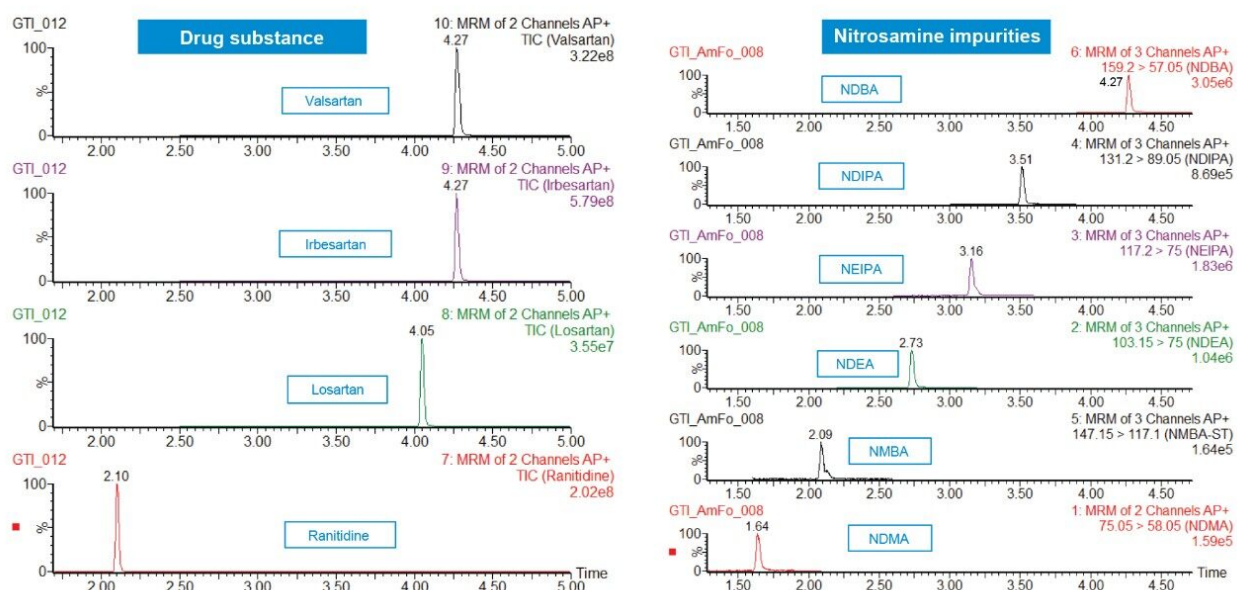 Drug substance
GTI_012
10: MRM of 2 Channels AP+
TIC (Valsartan)
3.22e8
100
%
0
4.27
Valsartan
2.00 2.50 3.00 3.50 4.00 4.50 5.00
GTI_012
9: MRM of 2 Channels AP+
TIC (Irbesartan)
5.79e8
100
%
0
4.27
Irbesartan
2.00 2.50 3.00 3.50 4.00 4.50 5.00
GTI_012
8: MRM of 2 Channels AP+
TIC (Losartan)
3.55e7
100
%
0
4.05
Losartan
2.00 2.50 3.00 3.50 4.00 4.50 5.00
GTI_012
7: MRM of 2 Channels AP+
TIC (Ranitidine)
2.02e8
100
%
0
2.10
Ranitidine
Time
2.00 2.50 3.00 3.50 4.00 4.50 5.00
Nitrosamine impurities
GTI_AmFo_008
6: MRM of 3 Channels AP+
159.2 > 57.05 (NDBA)
3.05e6
100
%
0
4.27
NDBA
1.50 2.00 2.50 3.00 3.50 4.00 4.50
GTI_AmFo_008
4: MRM of 3 Channels AP+
131.2 > 89.05 (NDIPA)
8.69e5
100
%
0
3.51
NDIPA
1.50 2.00 2.50 3.00 3.50 4.00 4.50
GTI_AmFo_008
3: MRM of 3 Channels AP+
117.2 > 75 (NEIPA)
1.83e6
100
%
0
3.16
NEIPA
1.50 2.00 2.50 3.00 3.50 4.00 4.50
GTI_AmFo_008
2: MRM of 3 Channels AP+
103.15 > 75 (NDEA)
1.04e6
100
%
0
2.73
NDEA
1.50 2.00 2.50 3.00 3.50 4.00 4.50
GTI_AmFo_008
5: MRM of 3 Channels AP+
147.15 > 117.1 (NMBA-ST)
1.64e5
100
%
0
2.09
NMBA
1.50 2.00 2.50 3.00 3.50 4.00 4.50
GTI_AmFo_008
1: MRM of 2 Channels AP+
75.05 > 58.05 (NDMA)
1.59e5
100
%
0
1.64
NDMA
Time
1.50 2.00 2.50 3.00 3.50 4.00 4.50